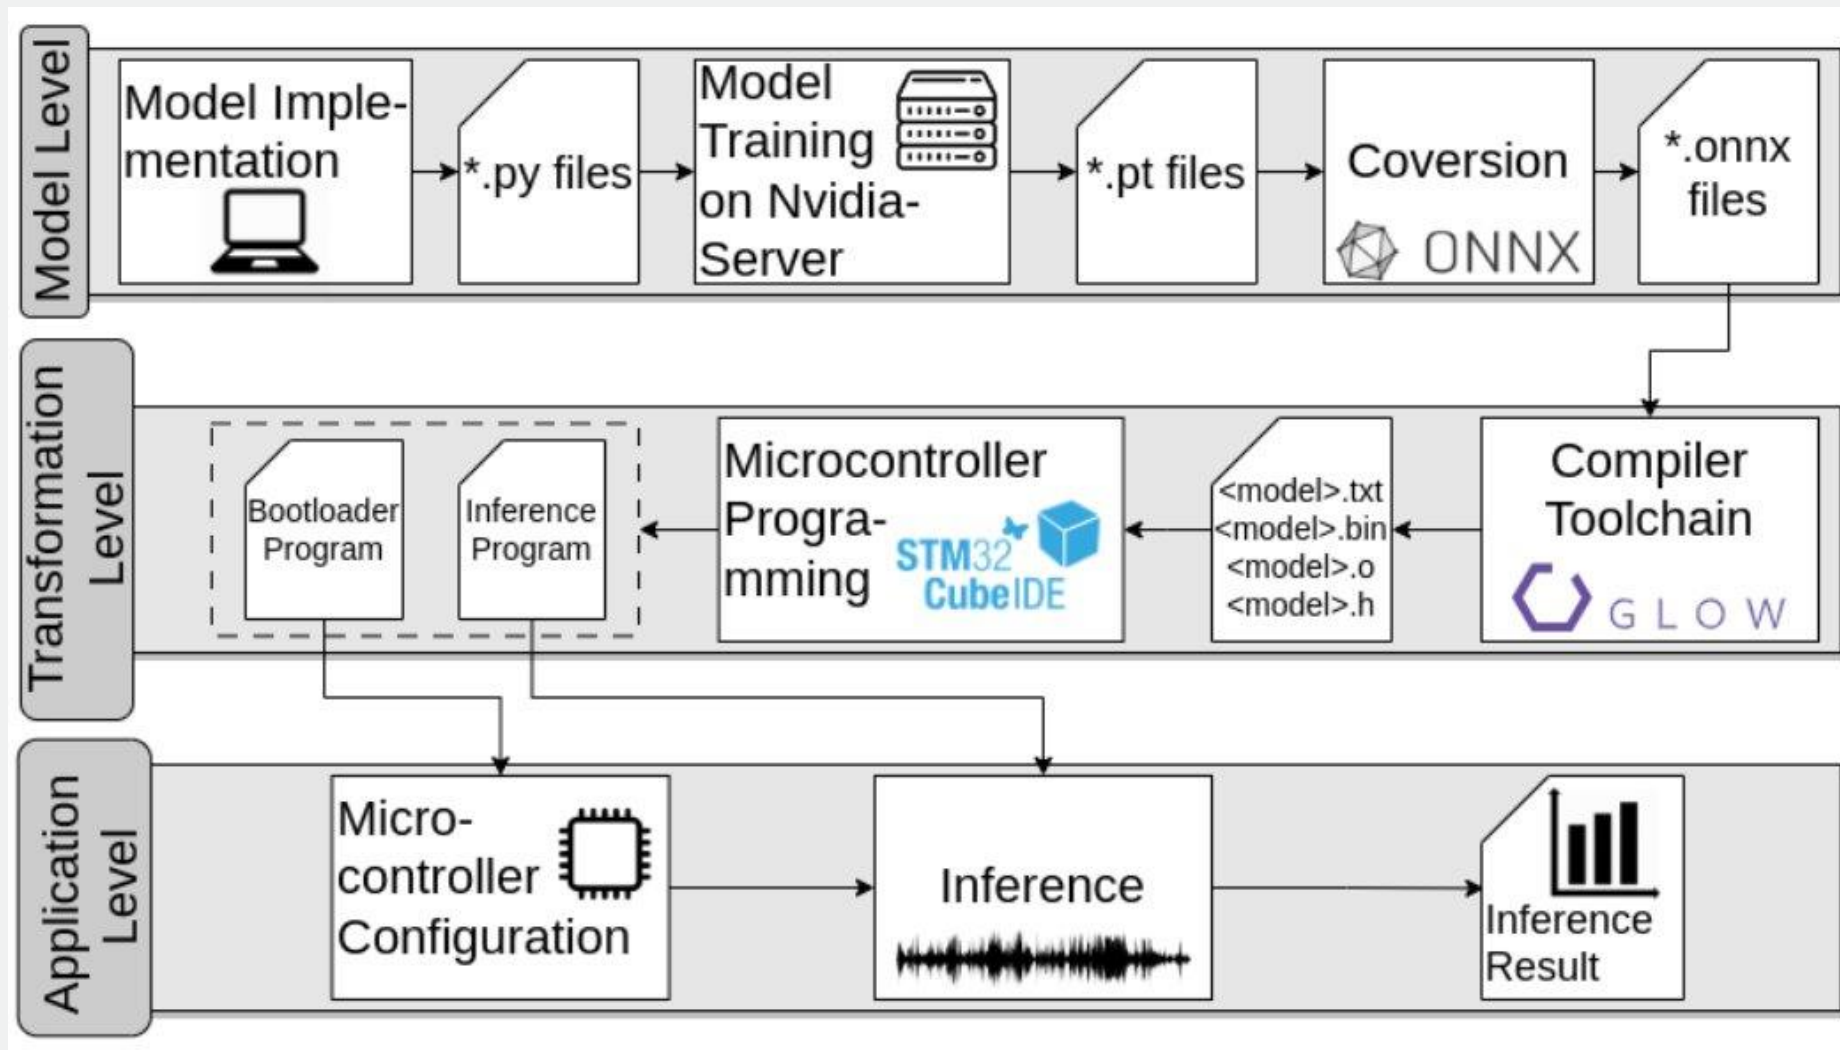 Model Level
Model Imple-
mentation
*.py files
Model
Training
on Nvidia-
Server
*.pt files
Coversion
ONNX
*.onnx
files
Transformation
Level
Bootloader
Program
Inference
Program
Microcontroller
Progra-
mming
STM32
CubeIDE
<model>.txt
<model>.bin
<model>.o
<model>.h
Compiler
Toolchain
GLOW
Application
Level
Micro-
controller
Configuration
Inference
Inference
Result